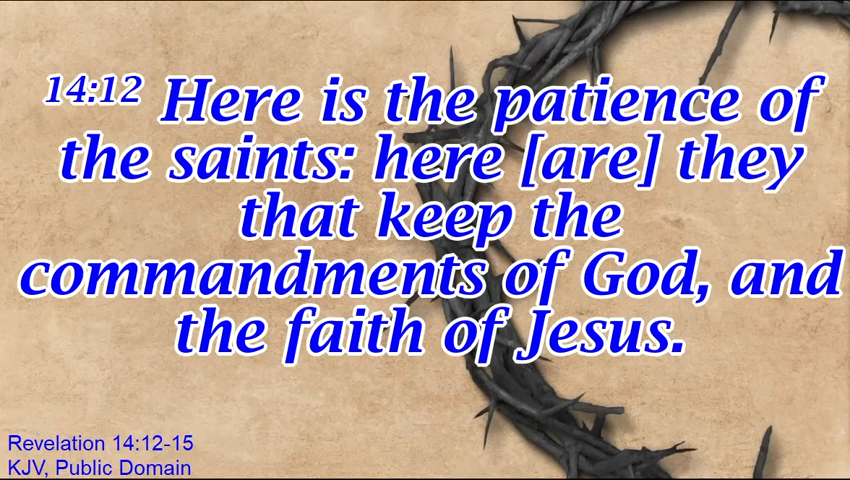 14:12 Here is the patience of
the saints: here [are] they
that keep the
commandments of God, and
the faith of Jesus.
Revelation 14:12-15
KJV, Public Domain